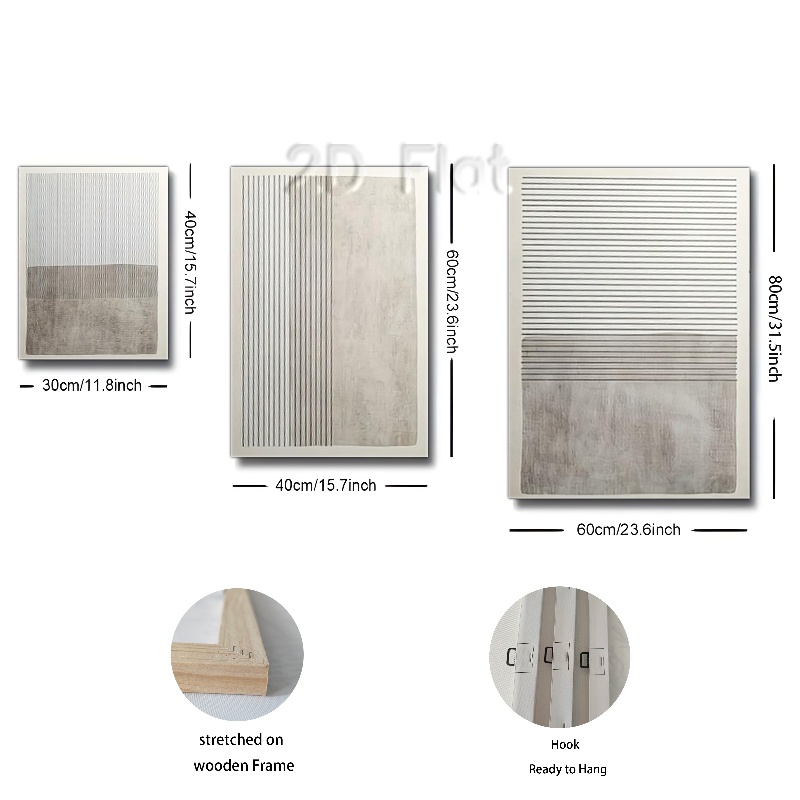 2D Flat.
40cm/15.7inch
30cm/11.8inch
60cm/23.6inch
40cm/15.7inch
80cm/31.5inch
60cm/23.6inch
stretched on
wooden Frame
Hook
Ready to Hang